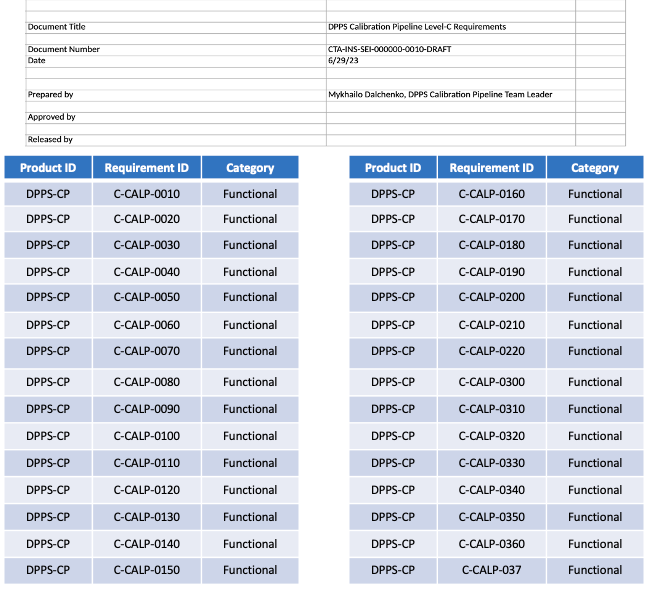 Document Title DPPS Calibration Pipeline Level-C Requirements
Document Number CTA-INS-SEI-000000-0010-DRAFT
Date 6/29/23
Prepared by Mykhailo Dalchenko, DPPS Calibration Pipeline Team Leader
Approved by
Released by
Product ID Requirement ID Category
DPPS-CP C-CALP-0010 Functional
DPPS-CP C-CALP-0020 Functional
DPPS-CP C-CALP-0030 Functional
DPPS-CP C-CALP-0040 Functional
DPPS-CP C-CALP-0050 Functional
DPPS-CP C-CALP-0060 Functional
DPPS-CP C-CALP-0070 Functional
DPPS-CP C-CALP-0080 Functional
DPPS-CP C-CALP-0090 Functional
DPPS-CP C-CALP-0100 Functional
DPPS-CP C-CALP-0110 Functional
DPPS-CP C-CALP-0120 Functional
DPPS-CP C-CALP-0130 Functional
DPPS-CP C-CALP-0140 Functional
DPPS-CP C-CALP-0150 Functional
Product ID Requirement ID Category
DPPS-CP C-CALP-0160 Functional
DPPS-CP C-CALP-0170 Functional
DPPS-CP C-CALP-0180 Functional
DPPS-CP C-CALP-0190 Functional
DPPS-CP C-CALP-0200 Functional
DPPS-CP C-CALP-0210 Functional
DPPS-CP C-CALP-0220 Functional
DPPS-CP C-CALP-0300 Functional
DPPS-CP C-CALP-0310 Functional
DPPS-CP C-CALP-0320 Functional
DPPS-CP C-CALP-0330 Functional
DPPS-CP C-CALP-0340 Functional
DPPS-CP C-CALP-0350 Functional
DPPS-CP C-CALP-0360 Functional
DPPS-CP C-CALP-037 Functional